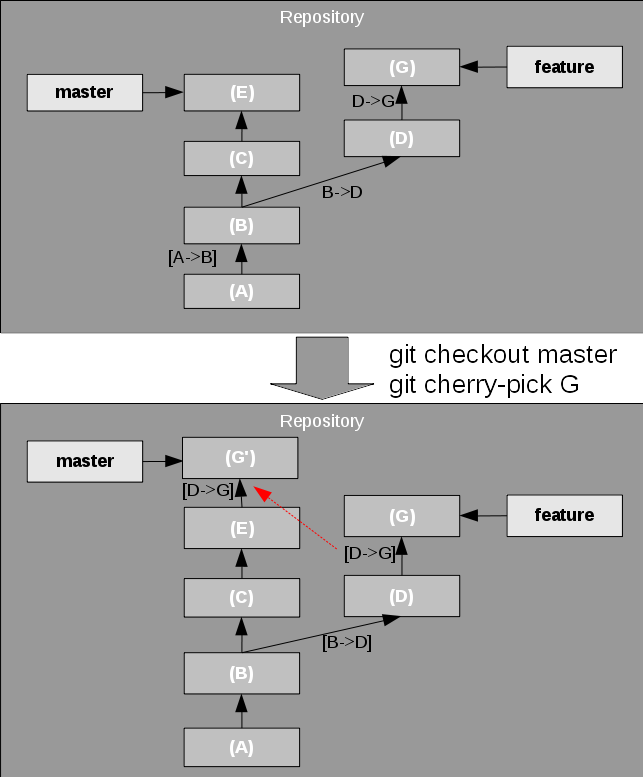 Repository
(G)
feature
master
(E)
D->G
(D)
(C)
B->D
(B)
[A->B]
(A)
git checkout master
git cherry-pick G
Repository
(G')
master
[D->G]
(G)
feature
(E)
[D->G]
(D)
(C)
[B->D]
(B)
(A)